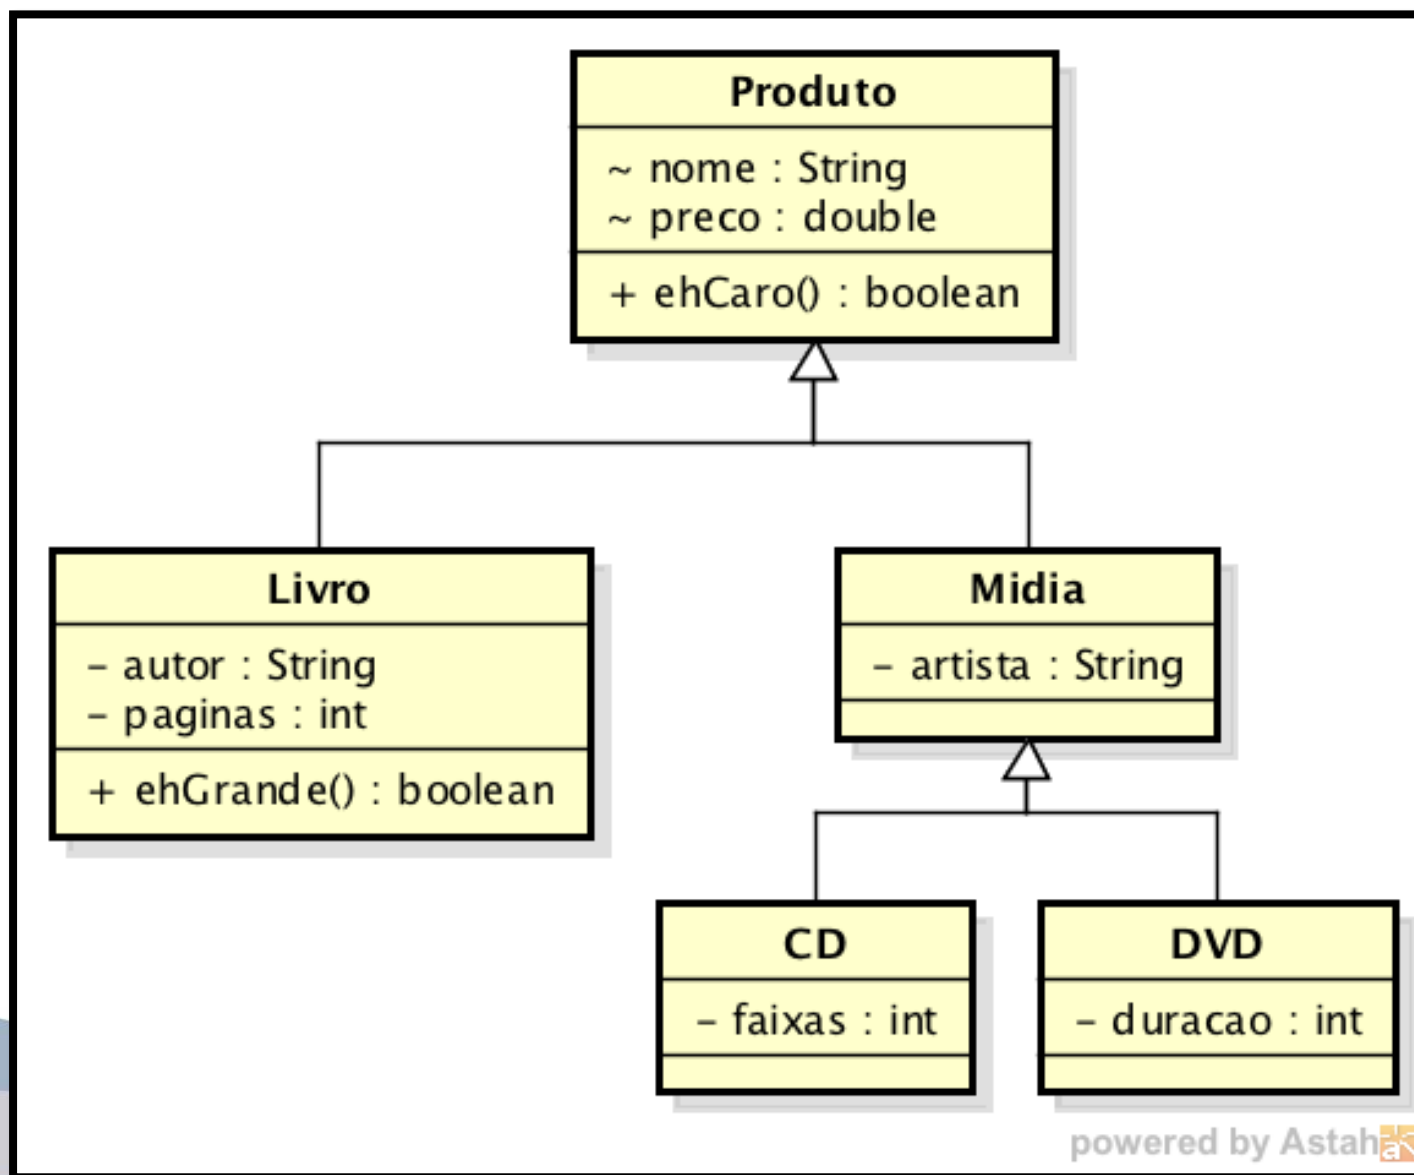 Produto
~ nome : String
~ preco : double
+ ehCaro() : boolean
Livro
- autor : String
- paginas : int
+ ehGrande() : boolean
Midia
- artista : String
CD
- faixas : int
DVD
- duracao : int
powered by Astah